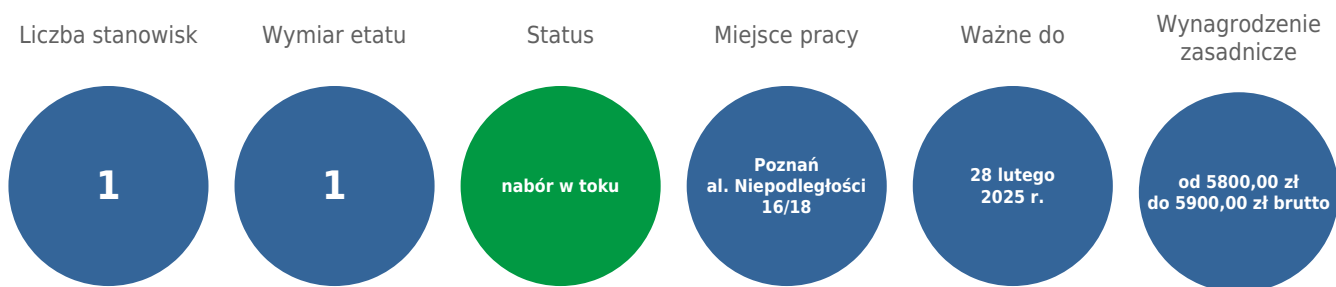 Liczba stanowisk
1
Wymiar etatu
1
Status
nabór w toku
Miejsce pracy
Poznań
al. Niepodległości
16/18
Ważne do
28 lutego
2025 r.
Wynagrodzenie
zasadnicze
od 5800,00 zł
do 5900,00 zł brutto